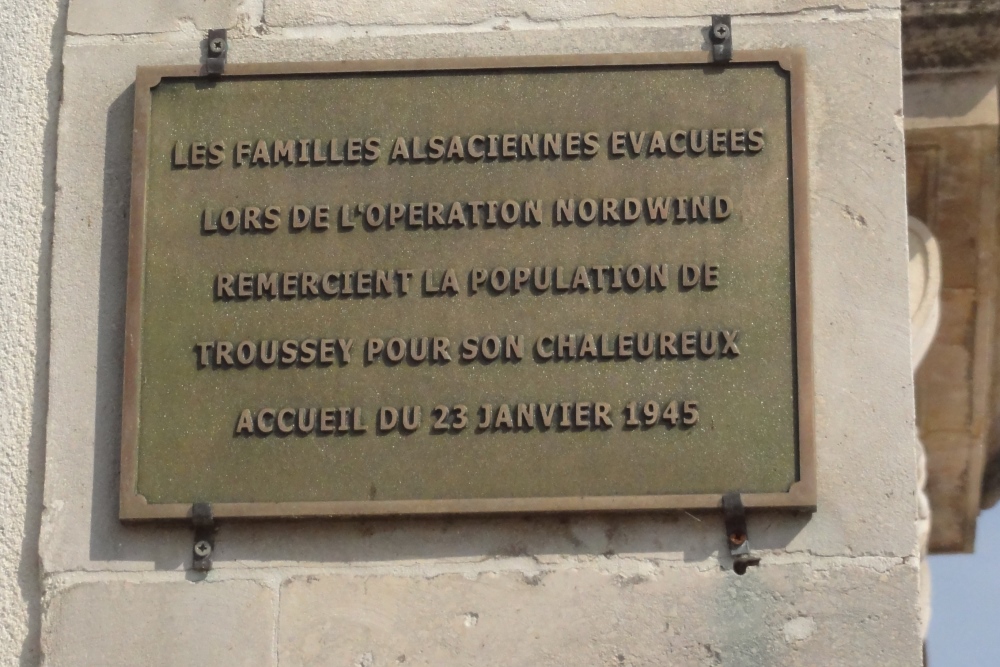 LES FAMILLES ALSACIENNES EVACUEES
LORS DE L'OPERATION NORDWIND
REMERCIENT LA POPULATION DE
TROUSSEY POUR SON CHALEUREUX
ACCUEIL DU 23 JANVIER 1945